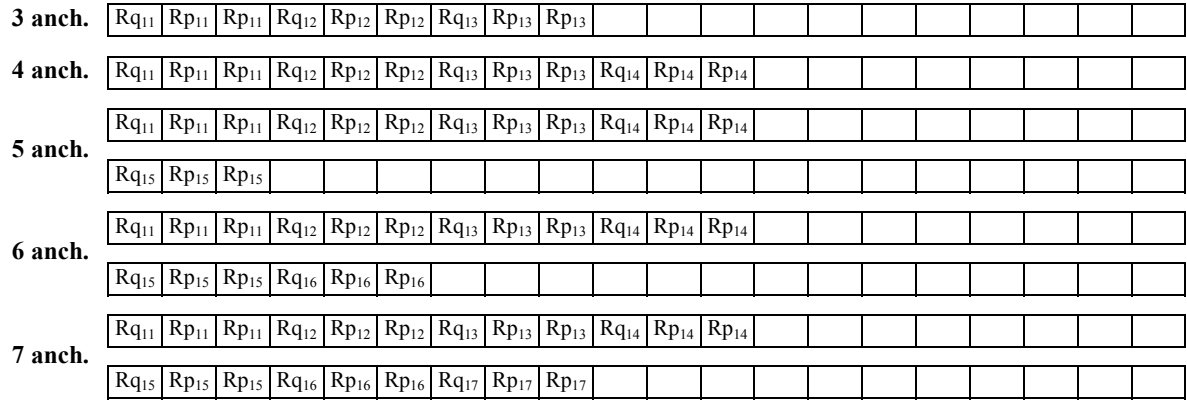 3 anch. Rq11 Rp11 Rp11 Rq12 Rp12 Rp12 Rq13 Rp13 Rp13
4 anch. Rq11 Rp11 Rp11 Rq12 Rp12 Rp12 Rq13 Rp13 Rp13 Rq14 Rp14 Rp14
Rq11 Rp11 Rp11 Rq12 Rp12 Rp12 Rq13 Rp13 Rp13 Rq14 Rp14 Rp14
5 anch.
Rq15 Rp15 Rp15
Rq11 Rp11 Rp11 Rq12 Rp12 Rp12 Rq13 Rp13 Rp13 Rq14 Rp14 Rp14
6 anch.
Rq15 Rp15 Rp15 Rq16 Rp16 Rp16
Rq11 Rp11 Rp11 Rq12 Rp12 Rp12 Rq13 Rp13 Rp13 Rq14 Rp14 Rp14
7 anch.
Rq15 Rp15 Rp15 Rq16 Rp16 Rp16 Rq17 Rp17 Rp17